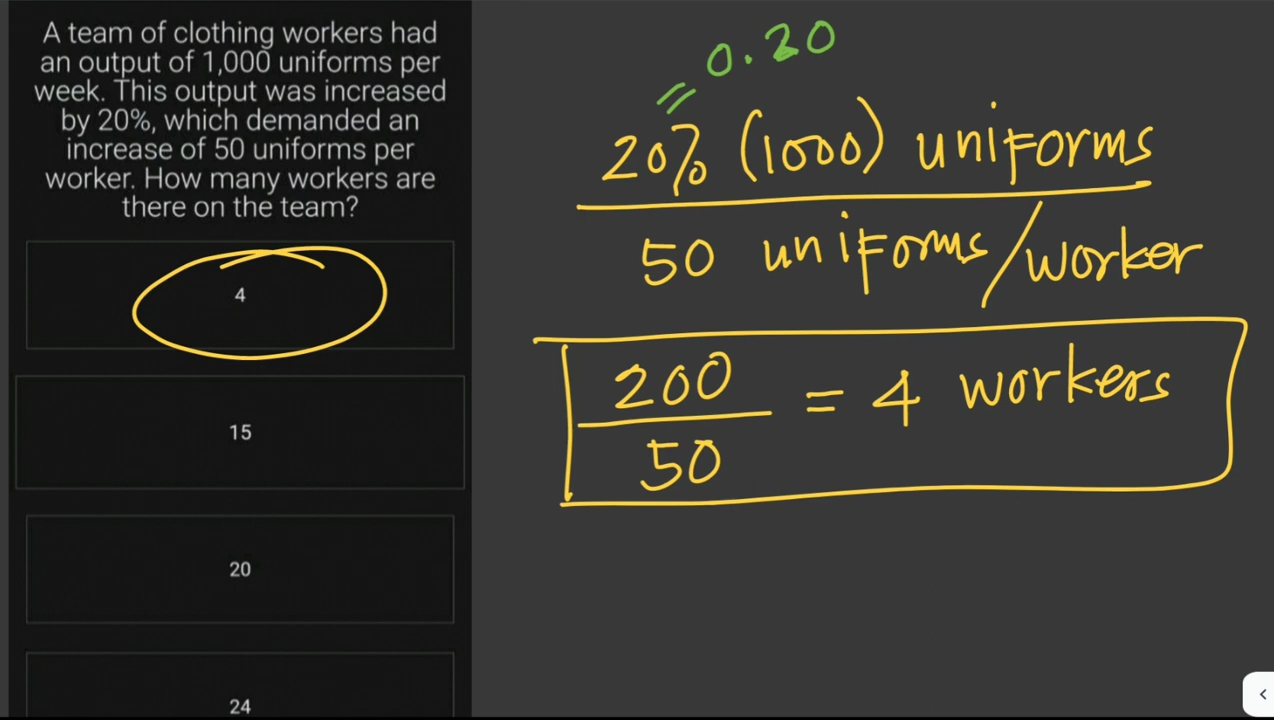 A team of clothing workers had
an output of 1,000 uniforms per
week. This output was increased
by 20%, which demanded an
increase of 50 uniforms per
worker. How many workers are
there on the team?
4
15
20
24
= 0.20
20% (1000) uniforms
50 uniforms/worker
200
50
= 4 workers